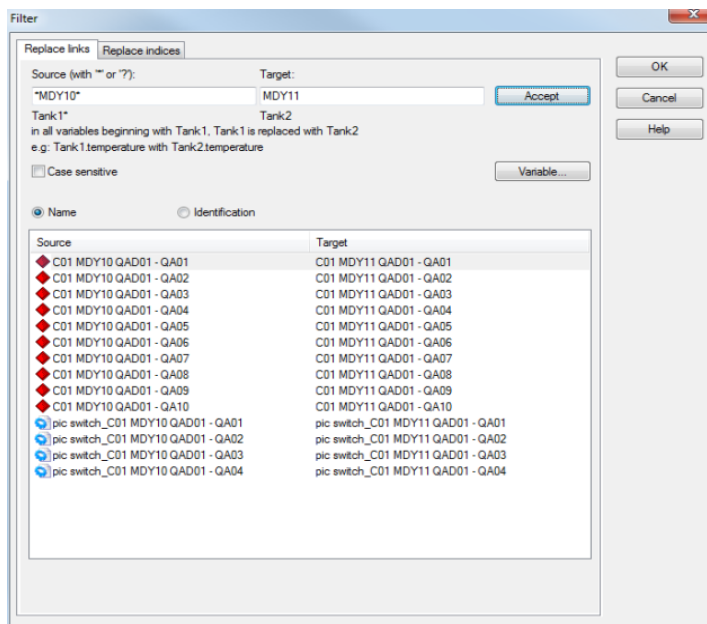 Filter
x
Replace links Replace indices
Source (with '*' or '?'): Target:
*MDY10* MDY11 Accept
Tank1* Tank2
in all variables beginning with Tank1, Tank1 is replaced with Tank2
e.g: Tank1.temperature with Tank2.temperature
Case sensitive Variable...
Name Identification
Source Target
C01 MDY10 QAD01 - QA01 C01 MDY11 QAD01 - QA01
C01 MDY10 QAD01 - QA02 C01 MDY11 QAD01 - QA02
C01 MDY10 QAD01 - QA03 C01 MDY11 QAD01 - QA03
C01 MDY10 QAD01 - QA04 C01 MDY11 QAD01 - QA04
C01 MDY10 QAD01 - QA05 C01 MDY11 QAD01 - QA05
C01 MDY10 QAD01 - QA06 C01 MDY11 QAD01 - QA06
C01 MDY10 QAD01 - QA07 C01 MDY11 QAD01 - QA07
C01 MDY10 QAD01 - QA08 C01 MDY11 QAD01 - QA08
C01 MDY10 QAD01 - QA09 C01 MDY11 QAD01 - QA09
C01 MDY10 QAD01 - QA10 C01 MDY11 QAD01 - QA10
pic switch_C01 MDY10 QAD01 - QA01 pic switch_C01 MDY11 QAD01 - QA01
pic switch_C01 MDY10 QAD01 - QA02 pic switch_C01 MDY11 QAD01 - QA02
pic switch_C01 MDY10 QAD01 - QA03 pic switch_C01 MDY11 QAD01 - QA03
pic switch_C01 MDY10 QAD01 - QA04 pic switch_C01 MDY11 QAD01 - QA04
OK
Cancel
Help